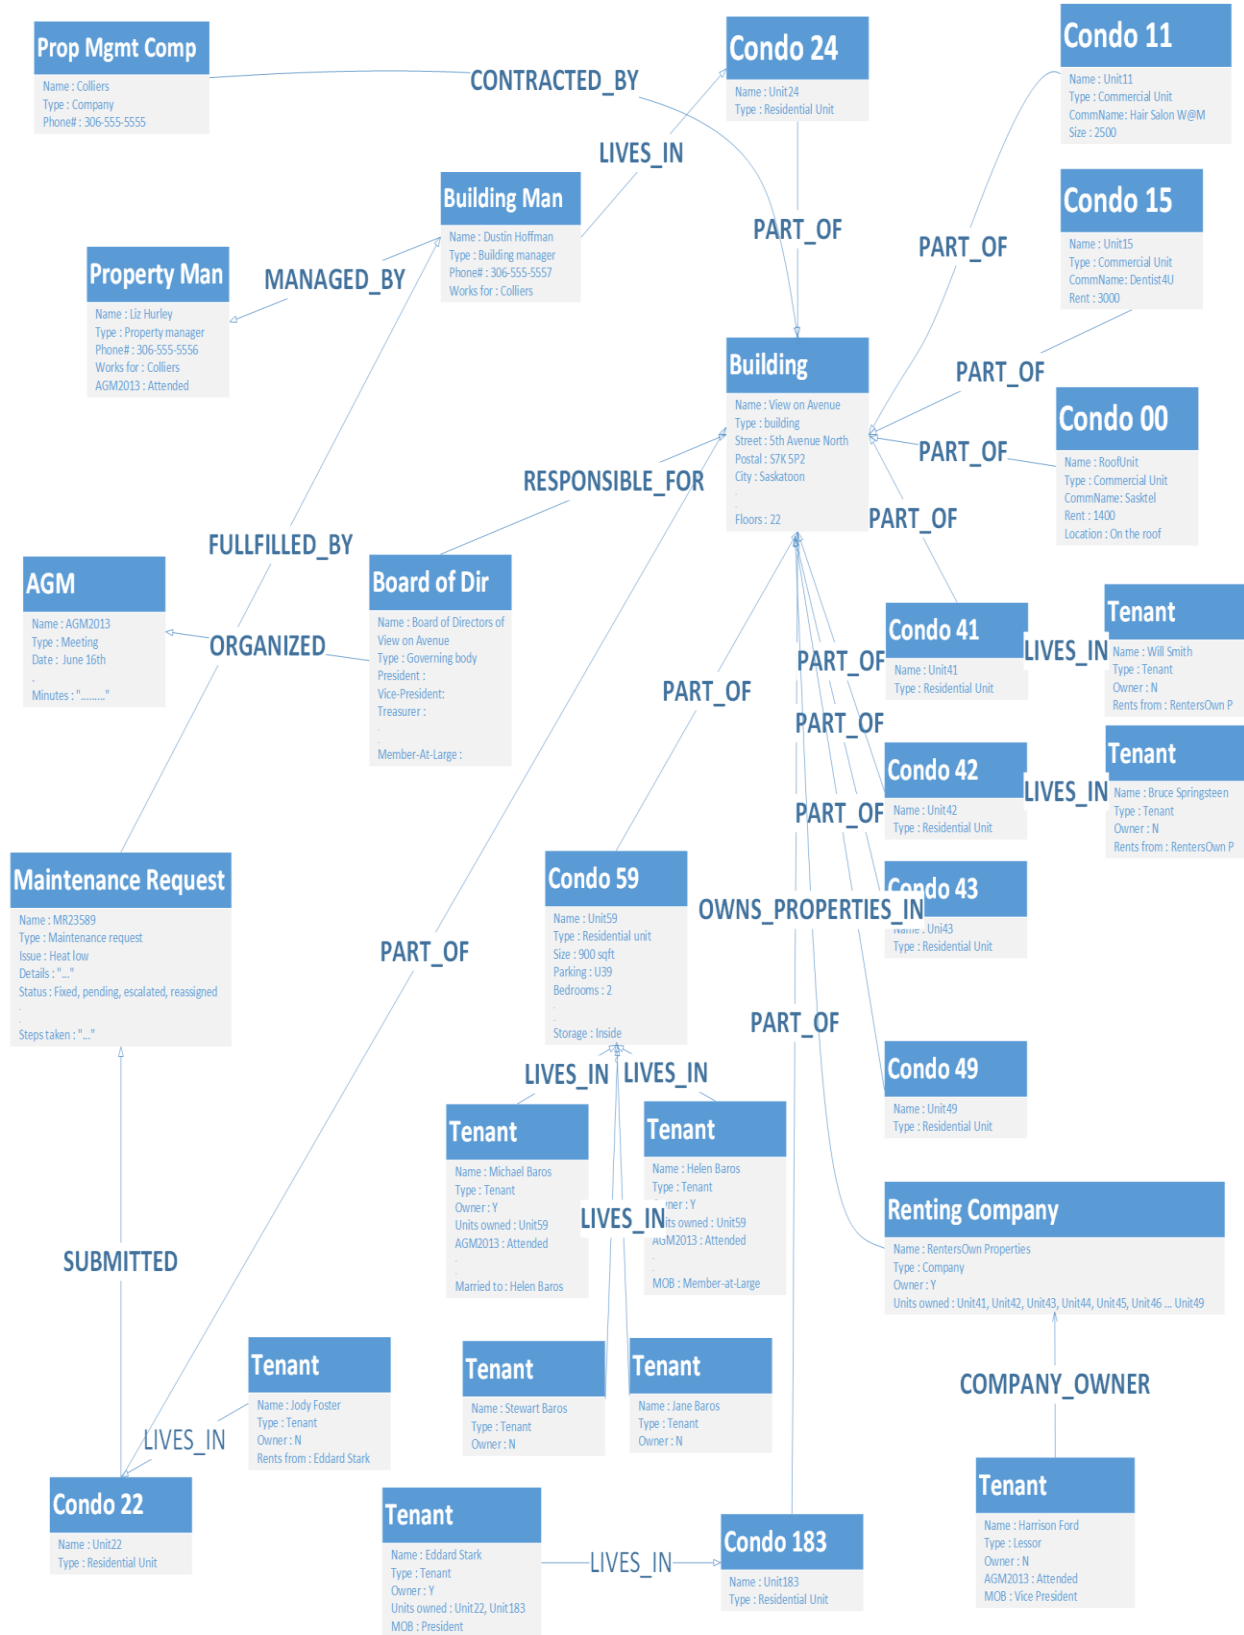 Prop Mgmt Comp
Name : Colliers
Type : Company
Phone# : 306-555-5555
CONTRACTED_BY
Condo 24
Name : Unit24
Type : Residential Unit
Condo 11
Name : Unit11
Type : Commercial Unit
CommName: Hair Salon W@M
Size : 2500
LIVES_IN
Building Man
Name : Dustin Hoffman
Type : Building manager
Phone# : 306-555-5557
Works for : Colliers
PART_OF
PART_OF
Condo 15
Name : Unit15
Type : Commercial Unit
CommName: Dentist4U
Rent : 3000
Property Man
Name : Liz Hurley
Type : Property manager
Phone# : 306-555-5556
Works for : Colliers
AGM2013 : Attended
MANAGED_BY
Building
Name : View on Avenue
Type : building
Street : 5th Avenue North
Postal : S7K 5P2
City : Saskatoon
.
.
Floors : 22
PART_OF
Condo 00
Name : RoofUnit
Type : Commercial Unit
CommName: Sasktel
Rent : 1400
Location : On the roof
PART_OF
RESPONSIBLE_FOR
PART_OF
FULLFILLED_BY
AGM
Name : AGM2013
Type : Meeting
Date : June 16th
.
Minutes : "........."
ORGANIZED
Board of Dir
Name : Board of Directors of
View on Avenue
Type : Governing body
President :
Vice-President:
Treasurer :
.
.
Member-At-Large :
Condo 41
Name : Unit41
Type : Residential Unit
LIVES_IN
Tenant
Name : Will Smith
Type : Tenant
Owner : N
Rents from : RentersOwn P
PART_OF
PART_OF
PART_OF
Condo 42
Name : Unit42
Type : Residential Unit
LIVES_IN
Tenant
Name : Bruce Springsteen
Type : Tenant
Owner : N
Rents from : RentersOwn P
PART_OF
Maintenance Request
Name : MR23589
Type : Maintenance request
Issue : Heat low
Details : "..."
Status : Fixed, pending, escalated, reassigned
.
.
Steps taken : "..."
PART_OF
Condo 59
Name : Unit59
Type : Residential unit
Size : 900 sqft
Parking : U39
Bedrooms : 2
.
.
Storage : Inside
OWNS_PROPERTIES_IN
Condo 43
Name : Uni43
Type : Residential Unit
PART_OF
Condo 49
Name : Unit49
Type : Residential Unit
LIVES_IN
LIVES_IN
Tenant
Name : Michael Baros
Type : Tenant
Owner : Y
Units owned : Unit59
AGM2013 : Attended
.
.
Married to : Helen Baros
Tenant
Name : Helen Baros
Type : Tenant
Owner : Y
Units owned : Unit59
AGM2013 : Attended
.
.
MOB : Member-at-Large
LIVES_IN
Renting Company
Name : RentersOwn Properties
Type : Company
Owner : Y
Units owned : Unit41, Unit42, Unit43, Unit44, Unit45, Unit46 ... Unit49
SUBMITTED
Tenant
Name : Jody Foster
Type : Tenant
Owner : N
Rents from : Eddard Stark
LIVES_IN
Tenant
Name : Stewart Baros
Type : Tenant
Owner : N
Tenant
Name : Jane Baros
Type : Tenant
Owner : N
COMPANY_OWNER
Condo 22
Name : Unit22
Type : Residential Unit
Tenant
Name : Eddard Stark
Type : Tenant
Owner : Y
Units owned : Unit22, Unit183
MOB : President
LIVES_IN
Condo 183
Name : Unit183
Type : Residential Unit
Tenant
Name : Harrison Ford
Type : Lessor
Owner : N
AGM2013 : Attended
MOB : Vice President